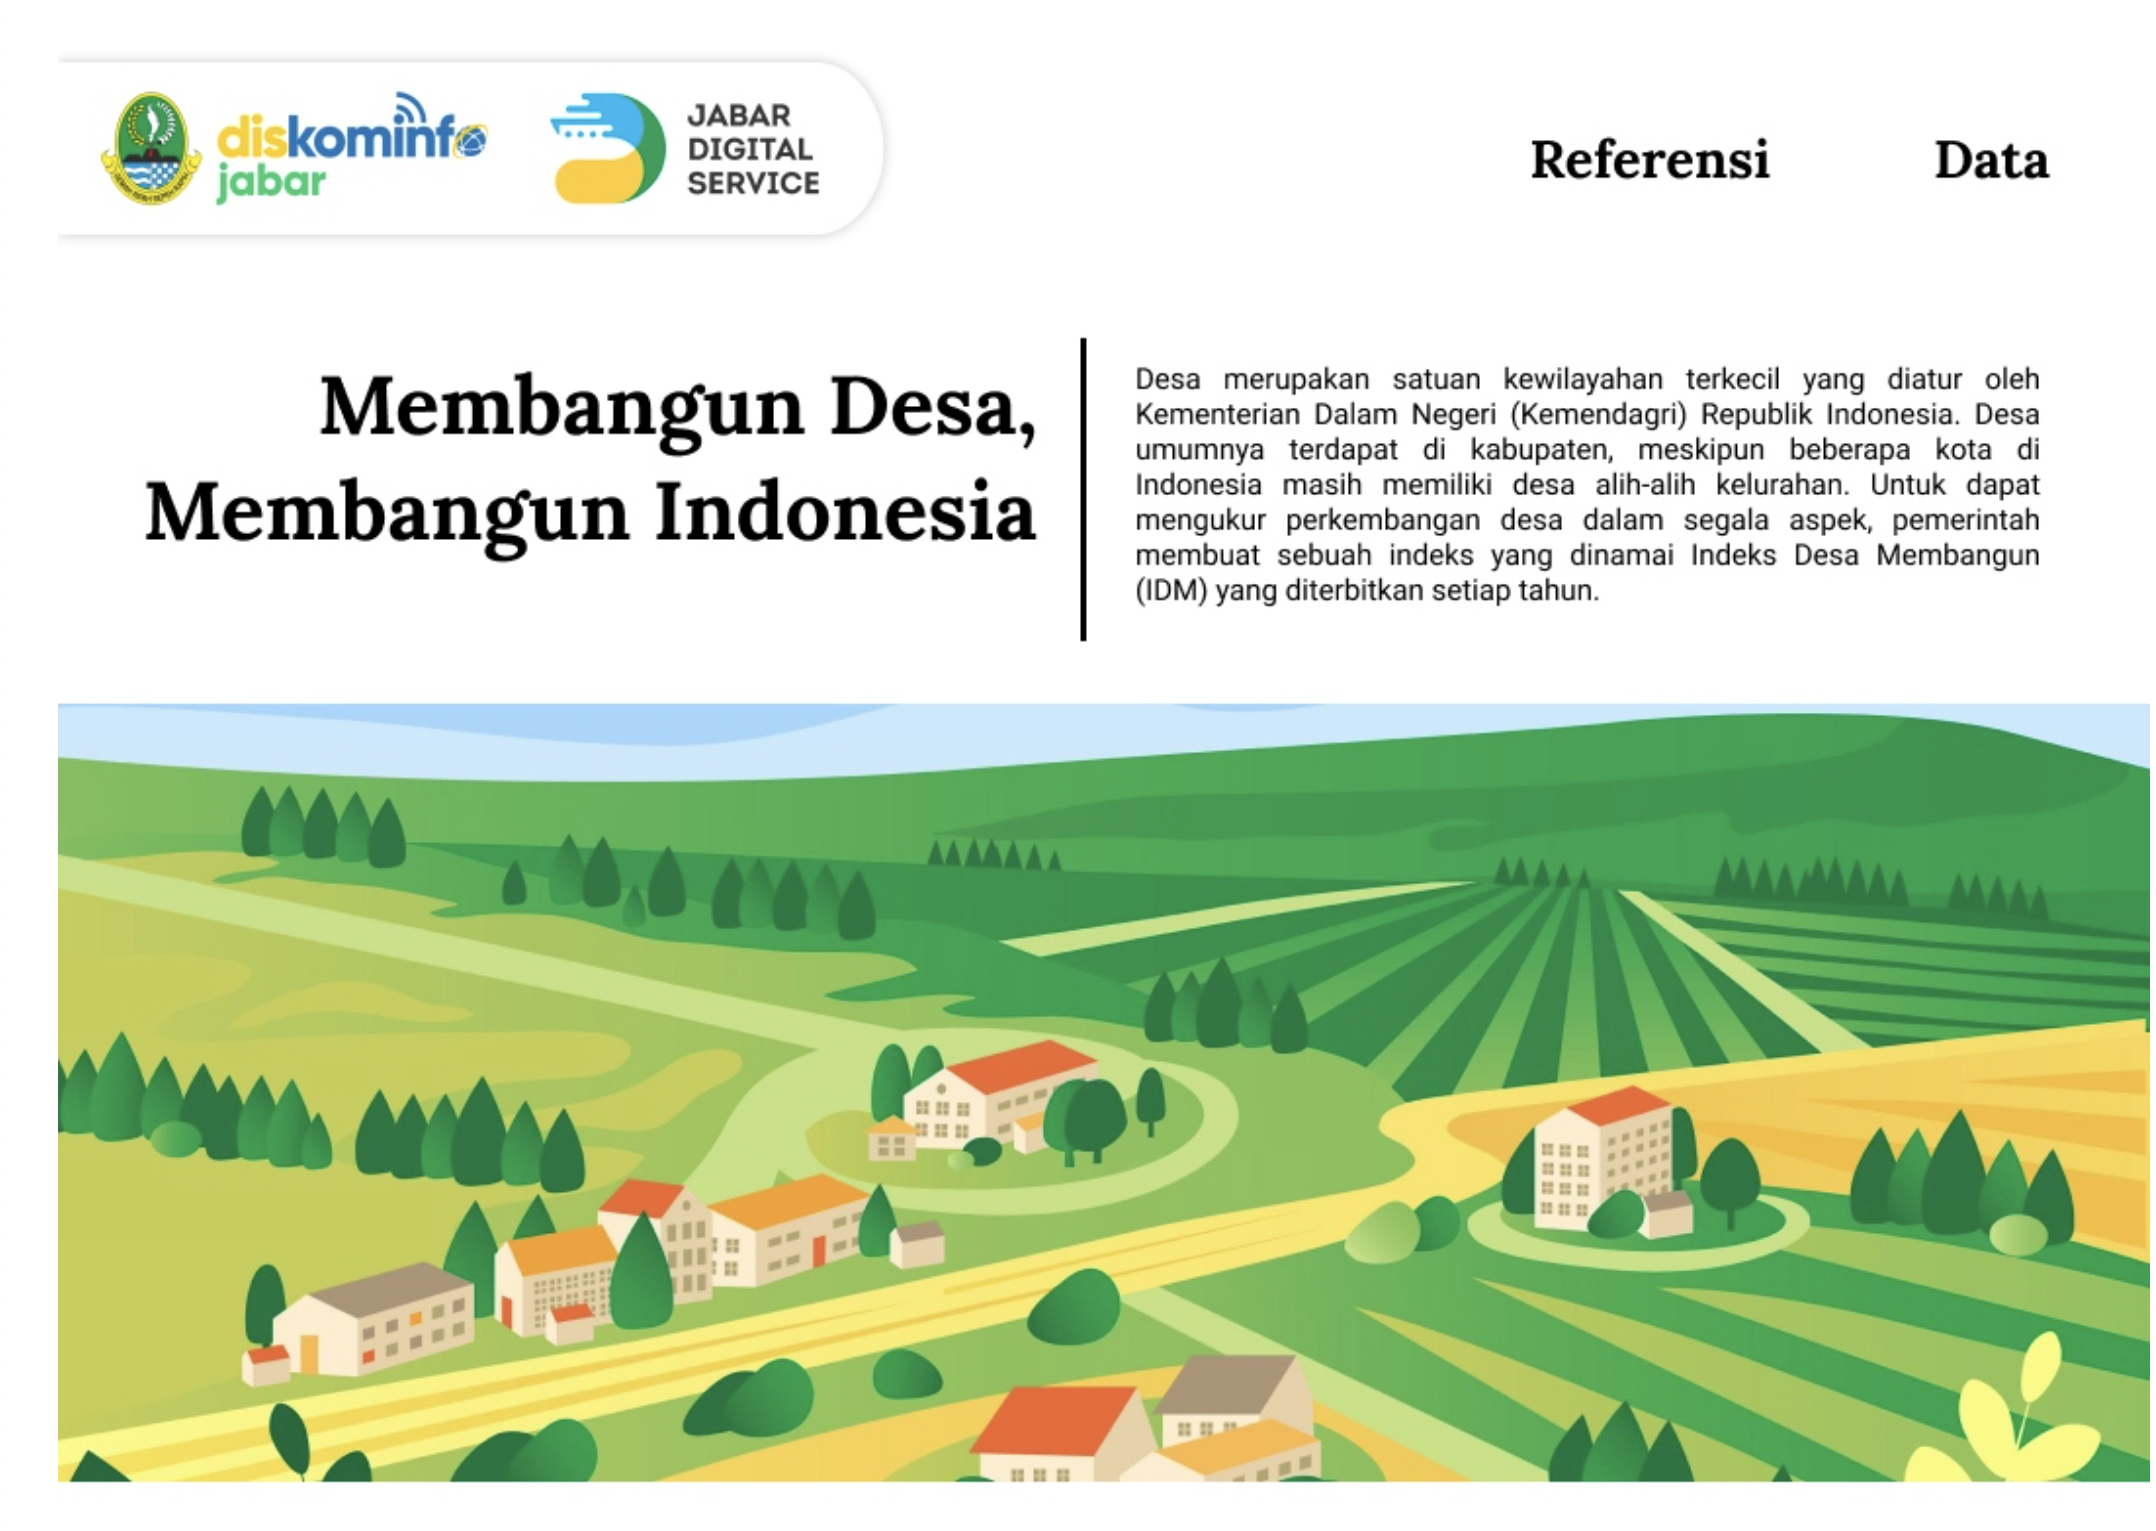 diskominfo
jabar
JABAR
DIGITAL
SERVICE
Referensi
Data
Membangun Desa,
Membangun Indonesia
Desa merupakan satuan kewilayahan terkecil yang diatur oleh
Kementerian Dalam Negeri (Kemendagri) Republik Indonesia. Desa
umumnya terdapat di kabupaten, meskipun beberapa kota di
Indonesia masih memiliki desa alih-alih kelurahan. Untuk dapat
mengukur perkembangan desa dalam segala aspek, pemerintah
membuat sebuah indeks yang dinamai Indeks Desa Membangun
(IDM) yang diterbitkan setiap tahun.